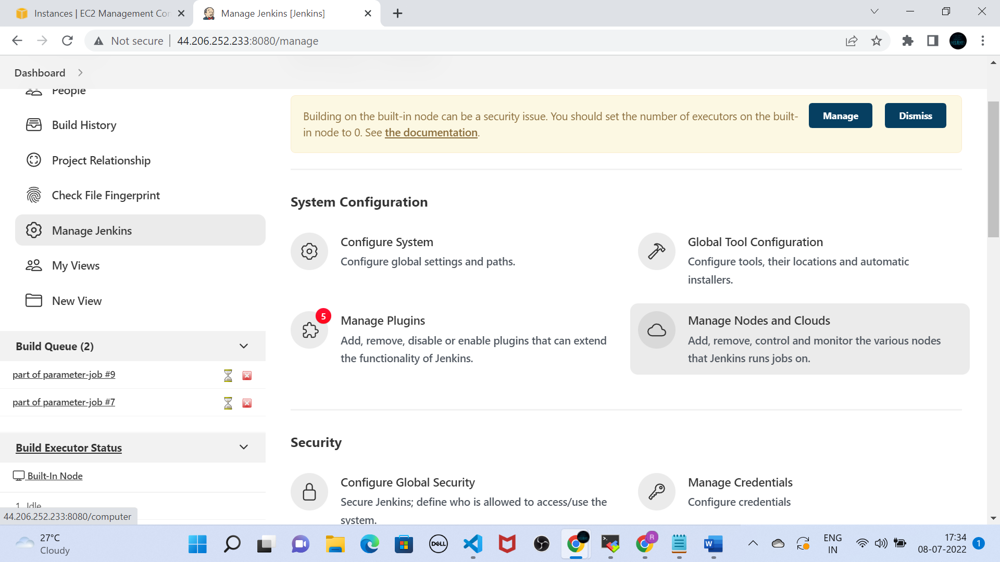 Instances | EC2 Management Con
Manage Jenkins [Jenkins]
Not secure
44.206.252.233:8080/manage
Dashboard
People
Build History
Project Relationship
Check File Fingerprint
Manage Jenkins
My Views
New View
Build Queue (2)
part of parameter-job #9
part of parameter-job #7
Build Executor Status
Built-In Node
1 Idle
44.206.252.233:8080/computer
Building on the built-in node can be a security issue. You should set the number of executors on the built-
in node to 0. See the documentation.
Manage
Dismiss
System Configuration
Configure System
Configure global settings and paths.
Global Tool Configuration
Configure tools, their locations and automatic
installers.
5
Manage Plugins
Add, remove, disable or enable plugins that can extend
the functionality of Jenkins.
Manage Nodes and Clouds
Add, remove, control and monitor the various nodes
that Jenkins runs jobs on.
Security
Configure Global Security
Secure Jenkins; define who is allowed to access/use the
system.
Manage Credentials
Configure credentials
27°C
Cloudy
DELL
R
W
ENG
IN
17:34
08-07-2022
1